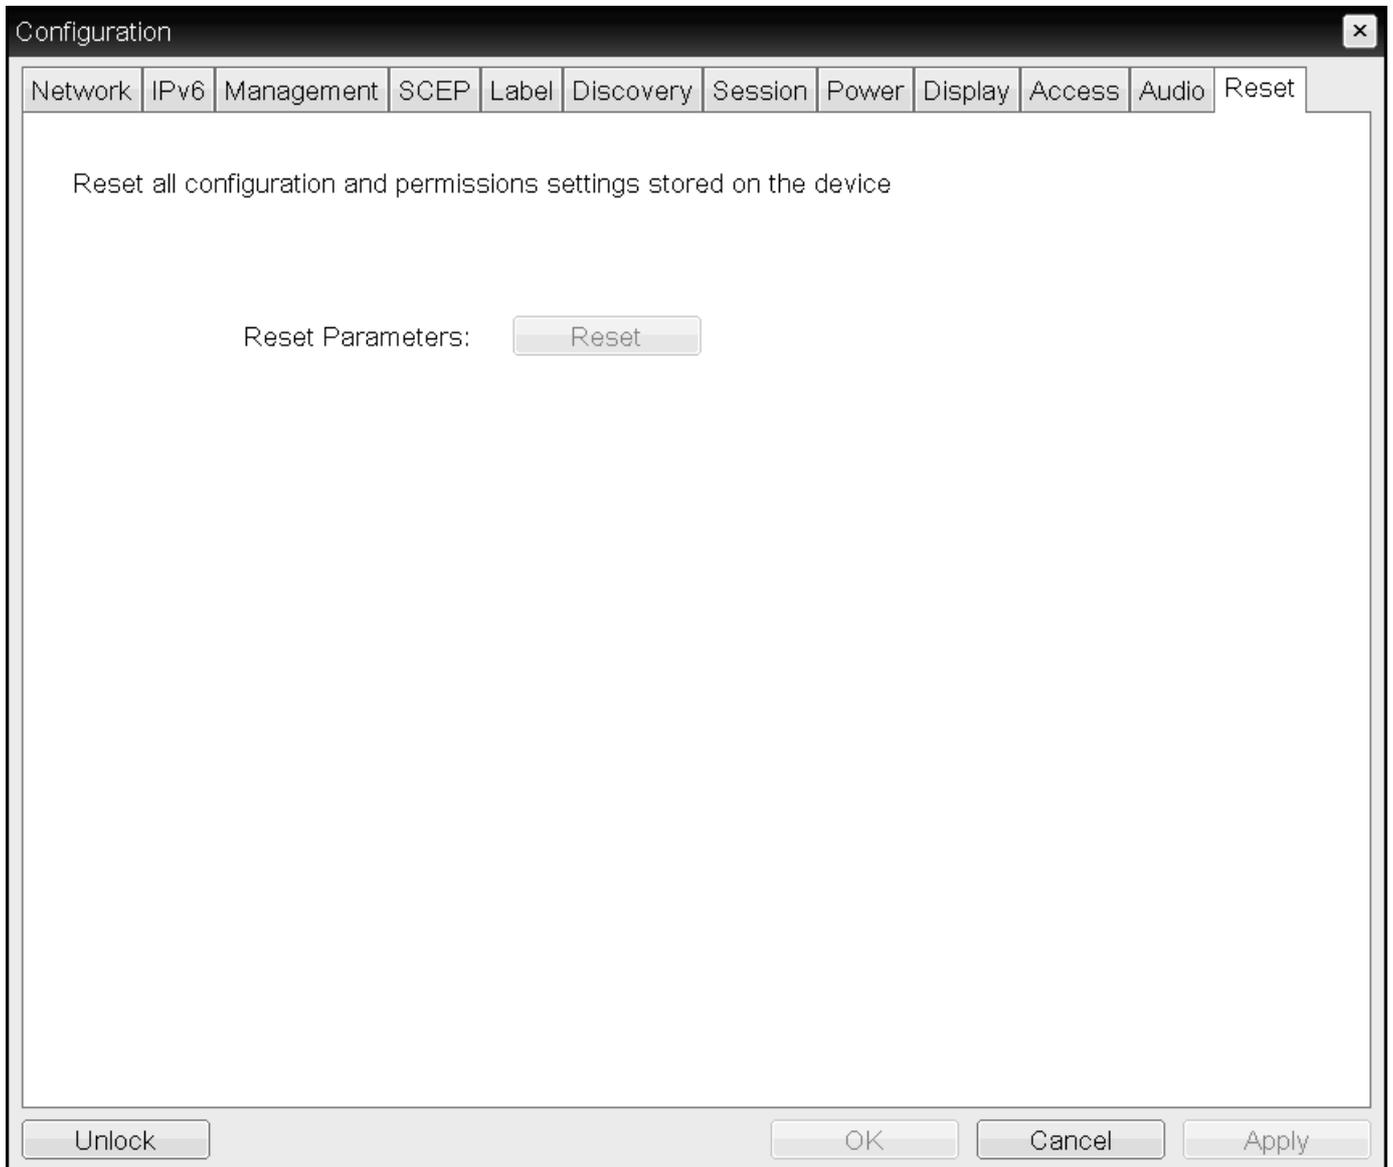 Configuration
Network IPv6 Management SCEP Label Discovery Session Power Display Access Audio Reset
Reset all configuration and permissions settings stored on the device
Reset Parameters: Reset
Unlock OK Cancel Apply